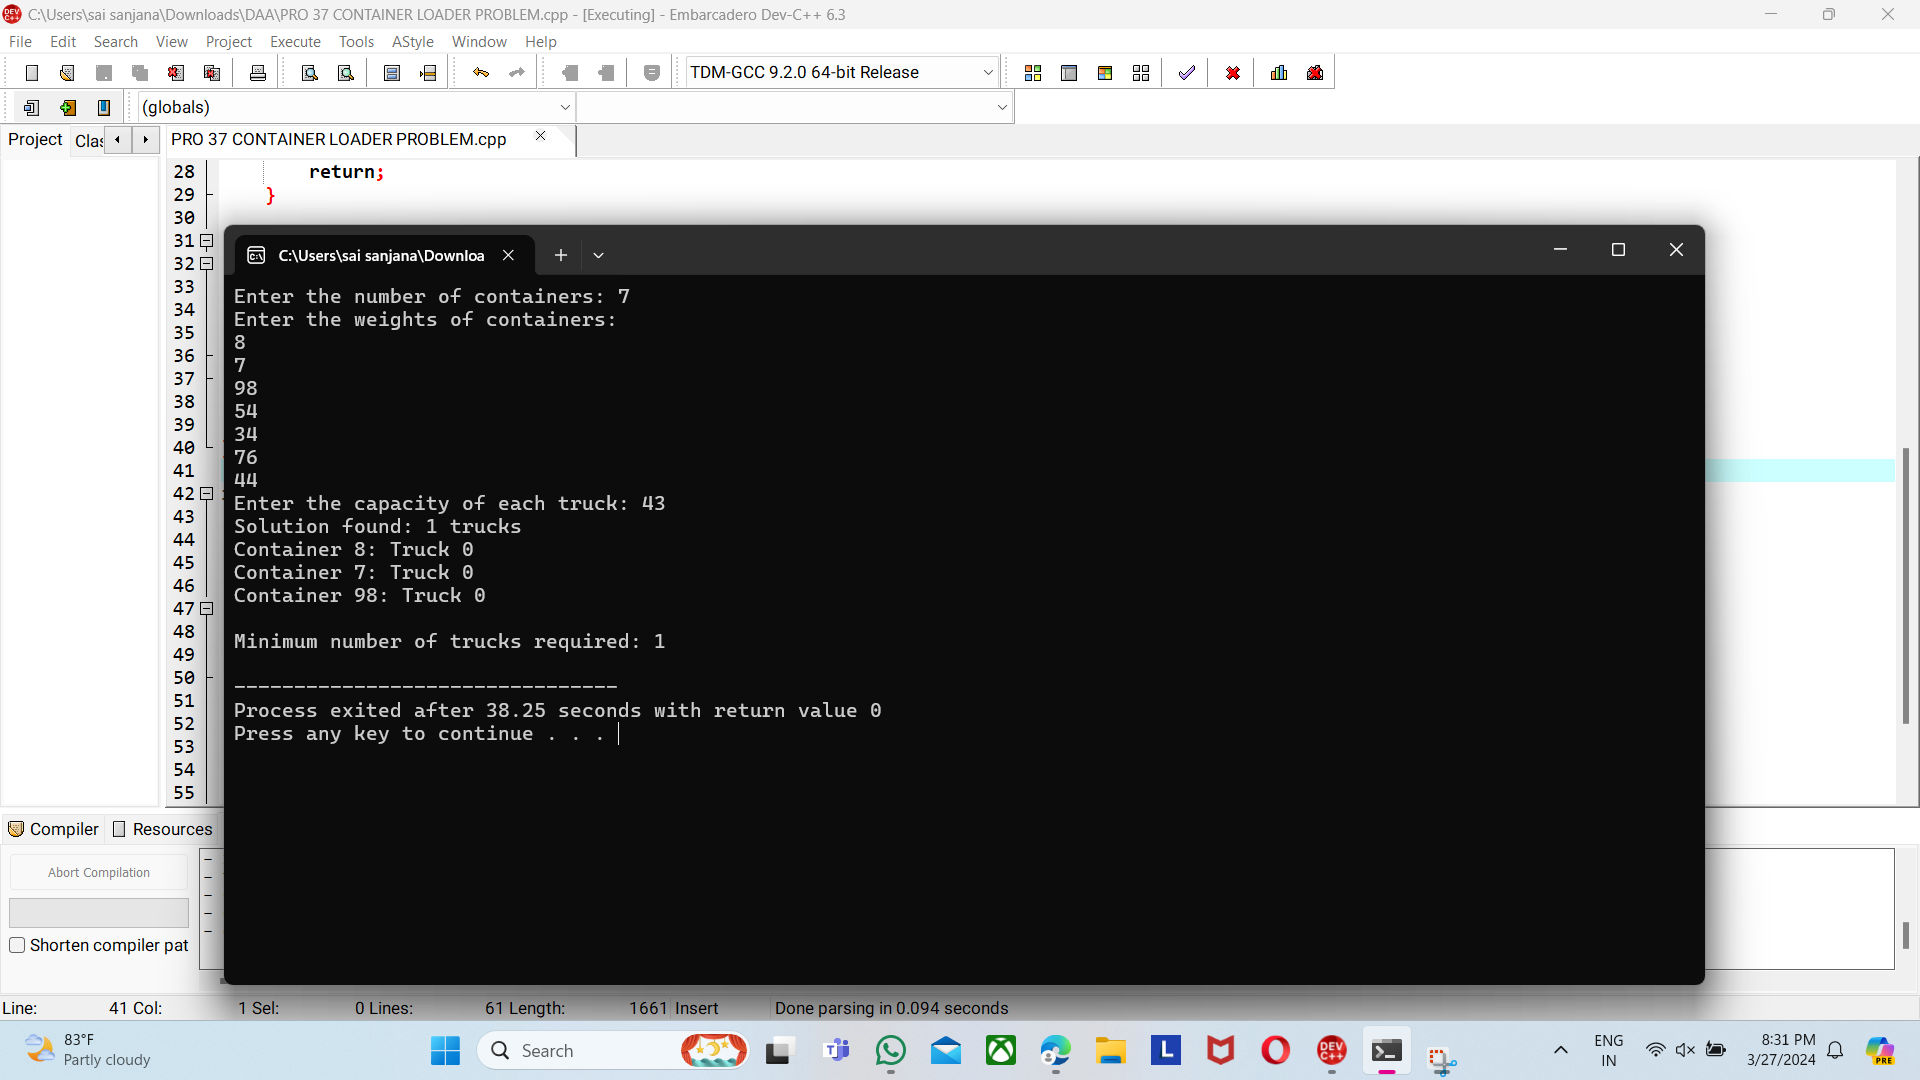 C:\Users\sai sanjana\Downloads\DAA\PRO 37 CONTAINER LOADER PROBLEM.cpp - [Executing] - Embarcadero Dev-C++ 6.3
File Edit Search View Project Execute Tools AStyle Window Help
TDM-GCC 9.2.0 64-bit Release
(globals)
Project Clas PRO 37 CONTAINER LOADER PROBLEM.cpp
28 return;
29 }
30
31
32
33
34
35
36
37
38
39
40
41
42
43
44
45
46
47
48
49
50
51
52
53
54
55
C:\Users\sai sanjana\Downloa
Enter the number of containers: 7
Enter the weights of containers:
8
7
98
54
34
76
44
Enter the capacity of each truck: 43
Solution found: 1 trucks
Container 8: Truck 0
Container 7: Truck 0
Container 98: Truck 0
Minimum number of trucks required: 1
--------------------------------
Process exited after 38.25 seconds with return value 0
Press any key to continue . . .
Compiler Resources
Abort Compilation
Shorten compiler pat
Line: 41 Col: 1 Sel: 0 Lines: 61 Length: 1661 Insert Done parsing in 0.094 seconds
83°F
Partly cloudy
Search
ENG
IN
8:31 PM
3/27/2024